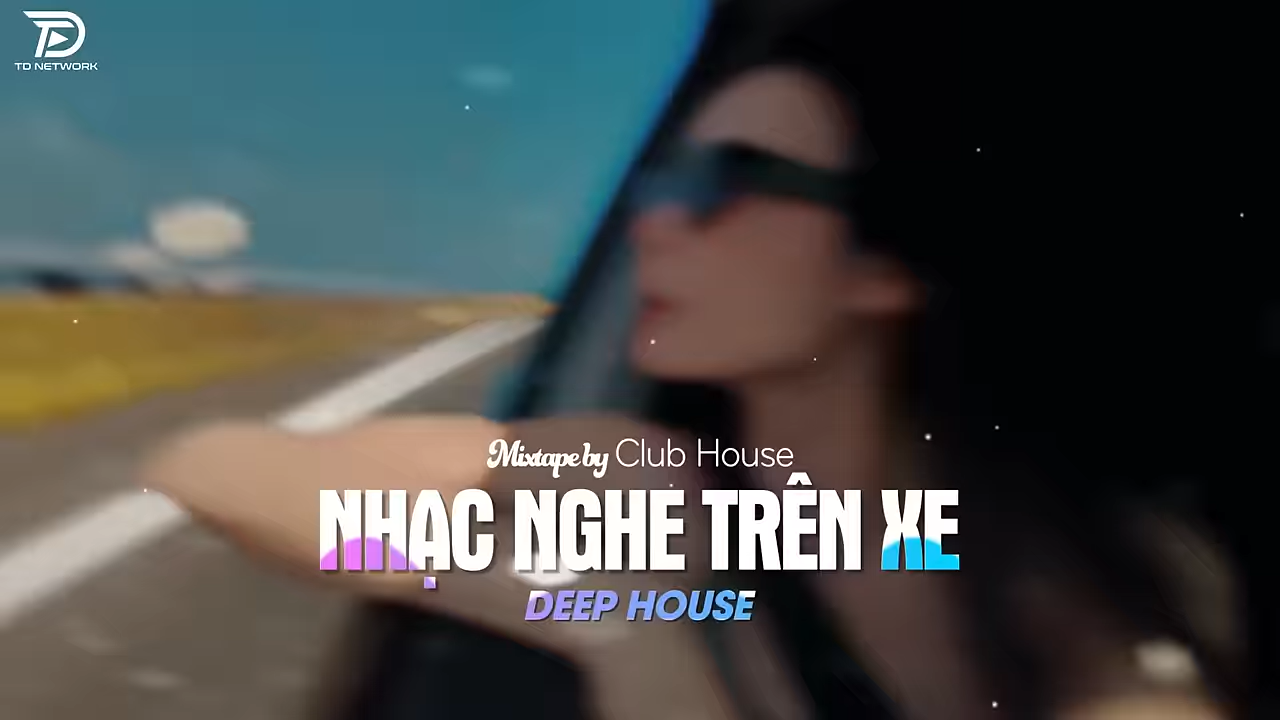 TD NETWORK
Mixtape by Club House
NHẠC NGHE TRÊN XE
DEEP HOUSE